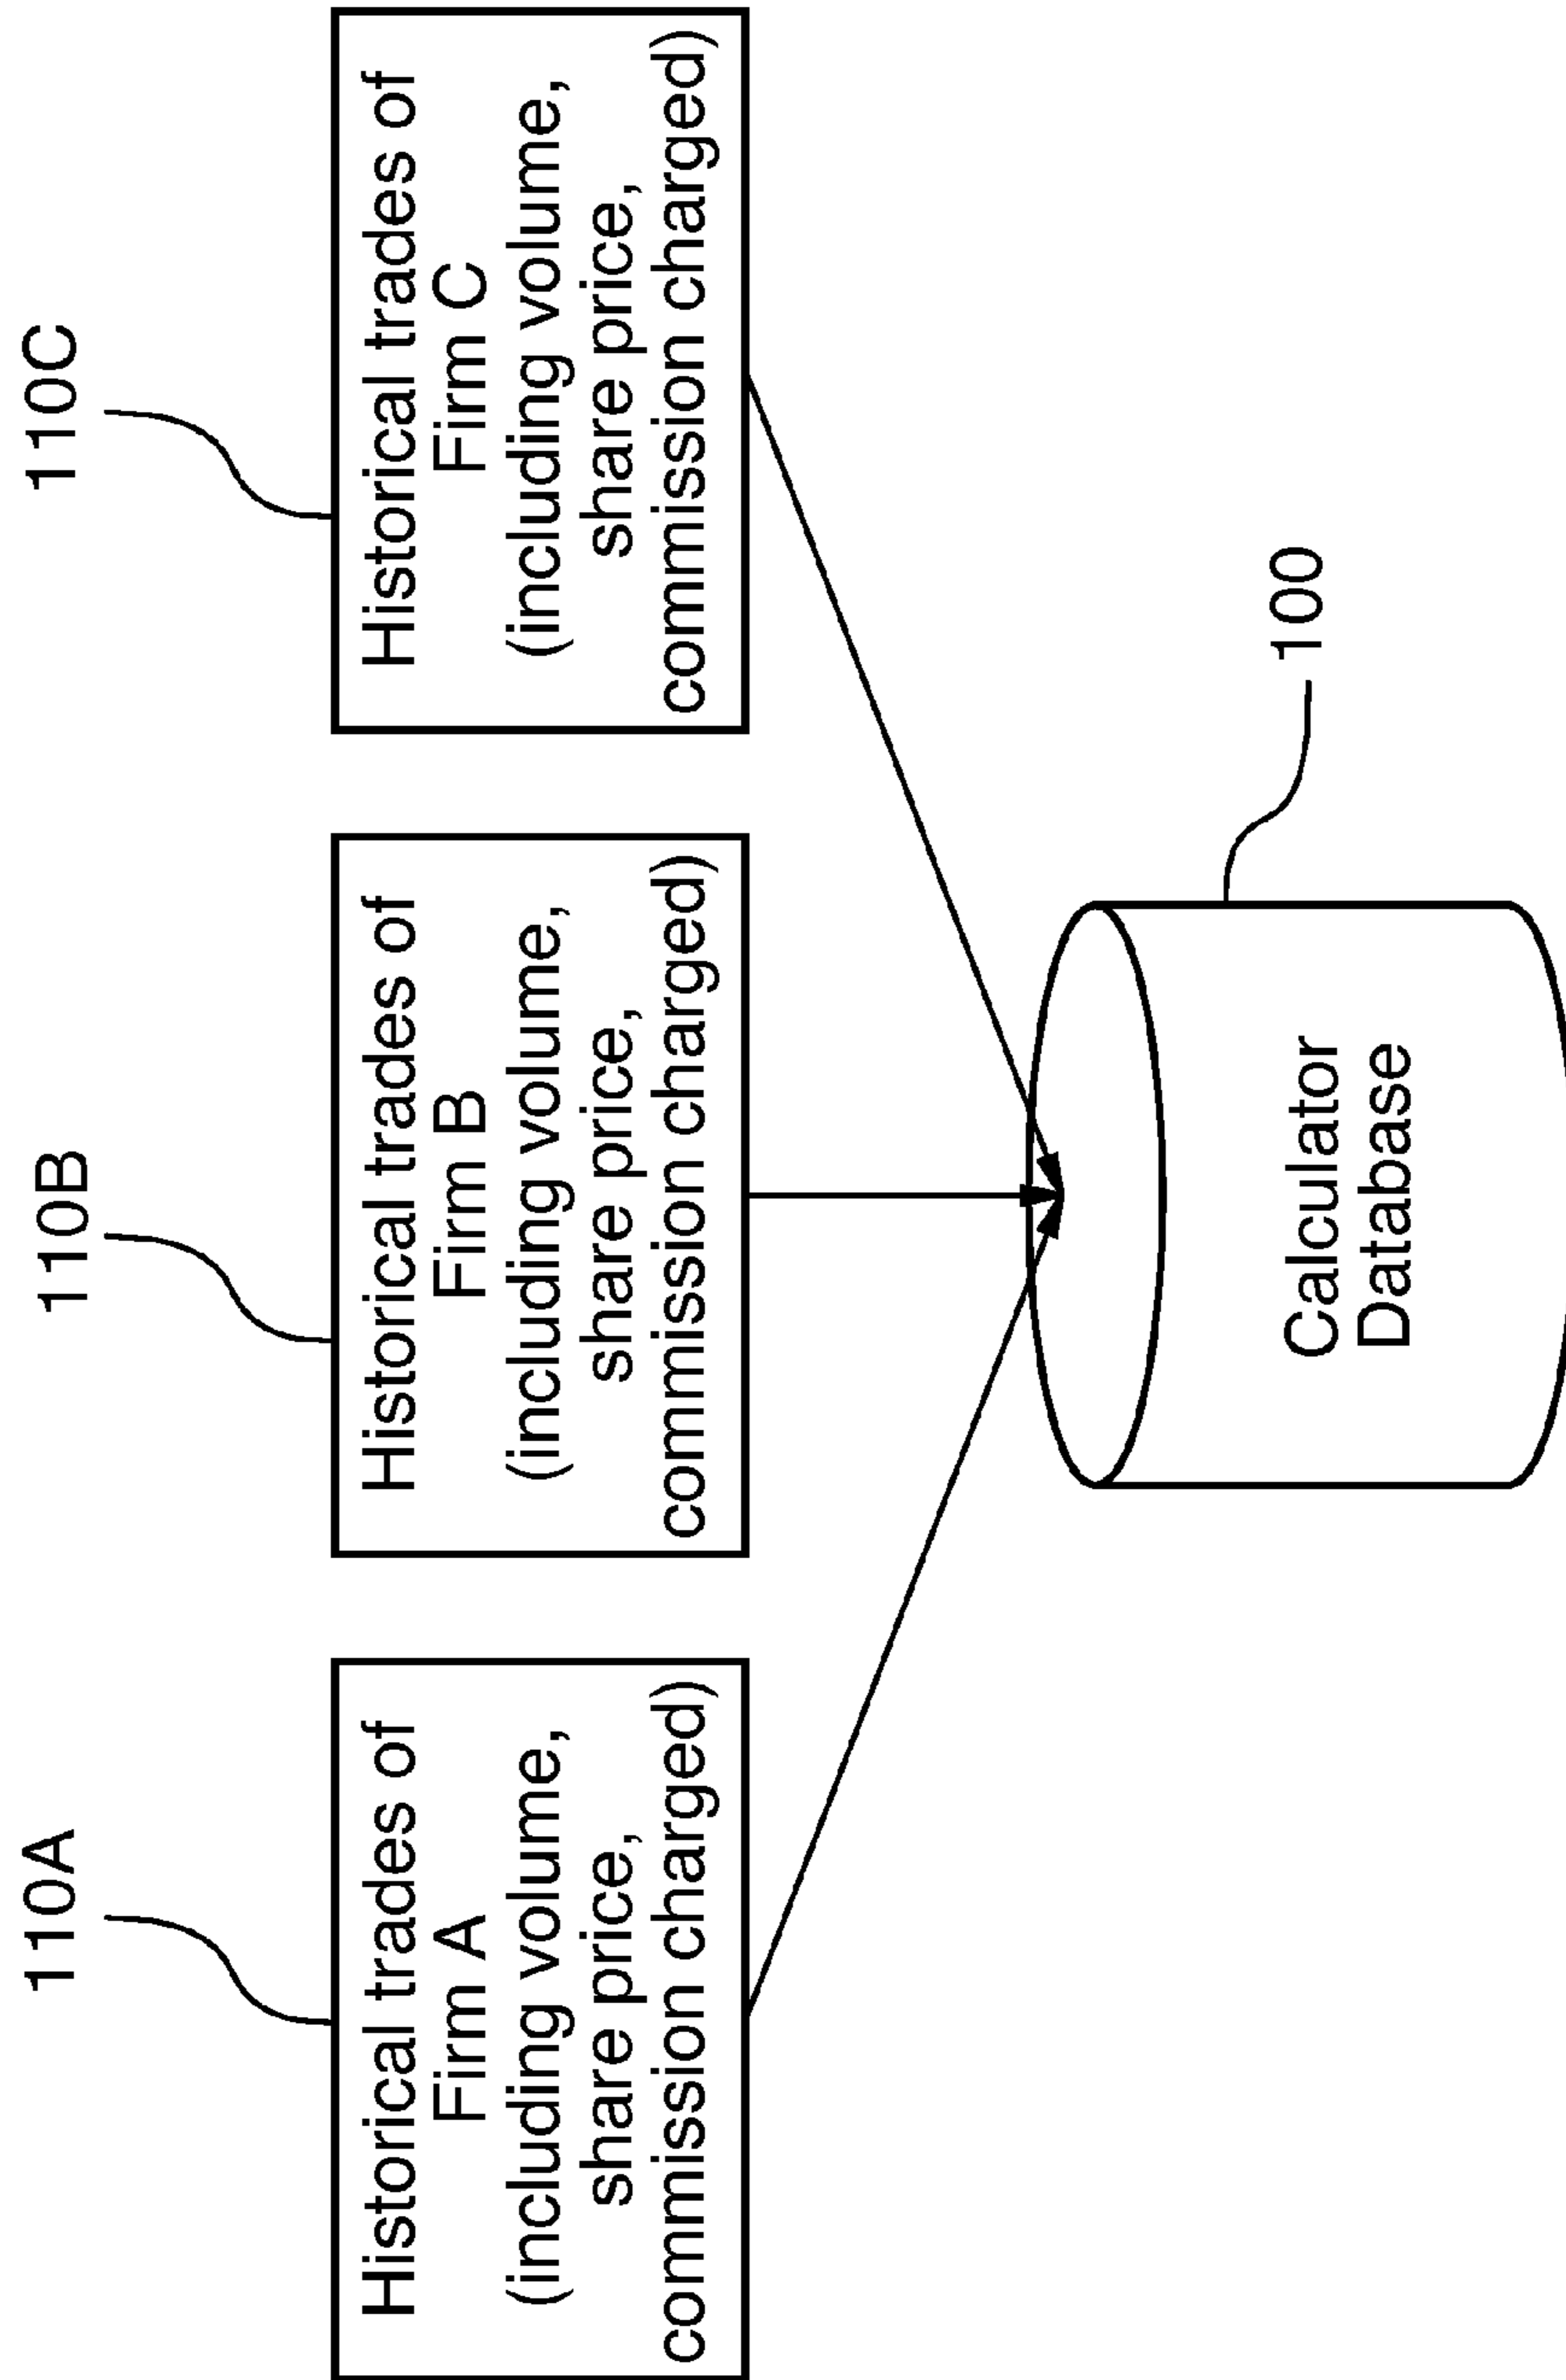 110A
110B
110C
Historical trades of
Firm A
(including volume,
share price,
commission charged)
Historical trades of
Firm B
(including volume,
share price,
commission charged)
Historical trades of
Firm C
(including volume,
share price,
commission charged)
100
Calculator
Database